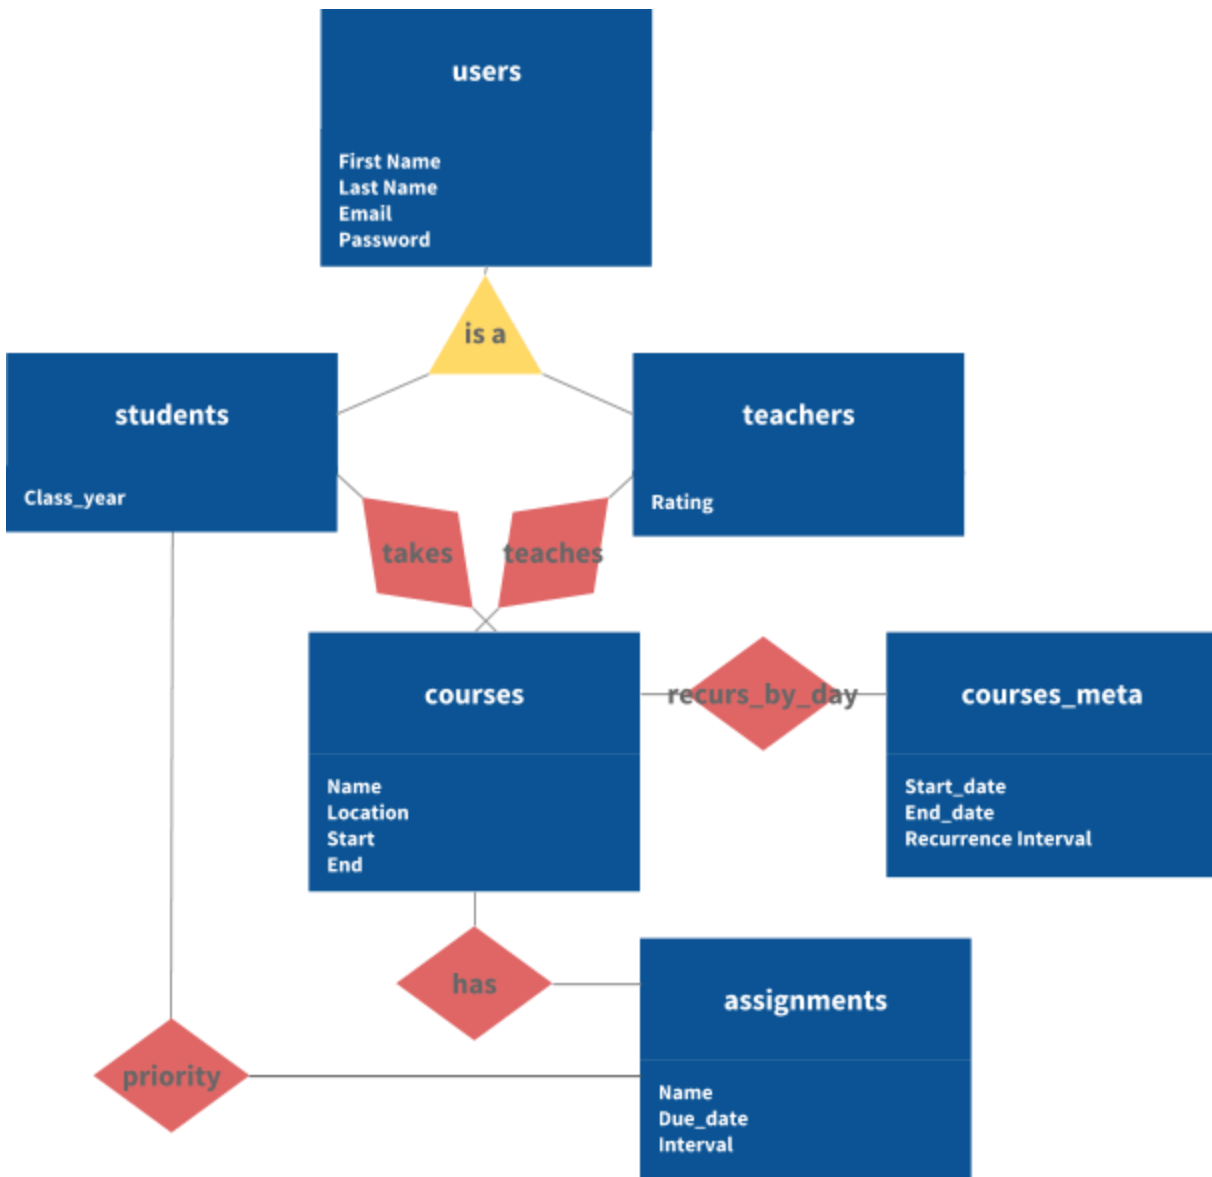 users
First Name
Last Name
Email
Password
is a
students
Class_year
teachers
Rating
takes
teaches
courses
Name
Location
Start
End
recurs_by_day
courses_meta
Start_date
End_date
Recurrence Interval
has
assignments
Name
Due_date
Interval
priority